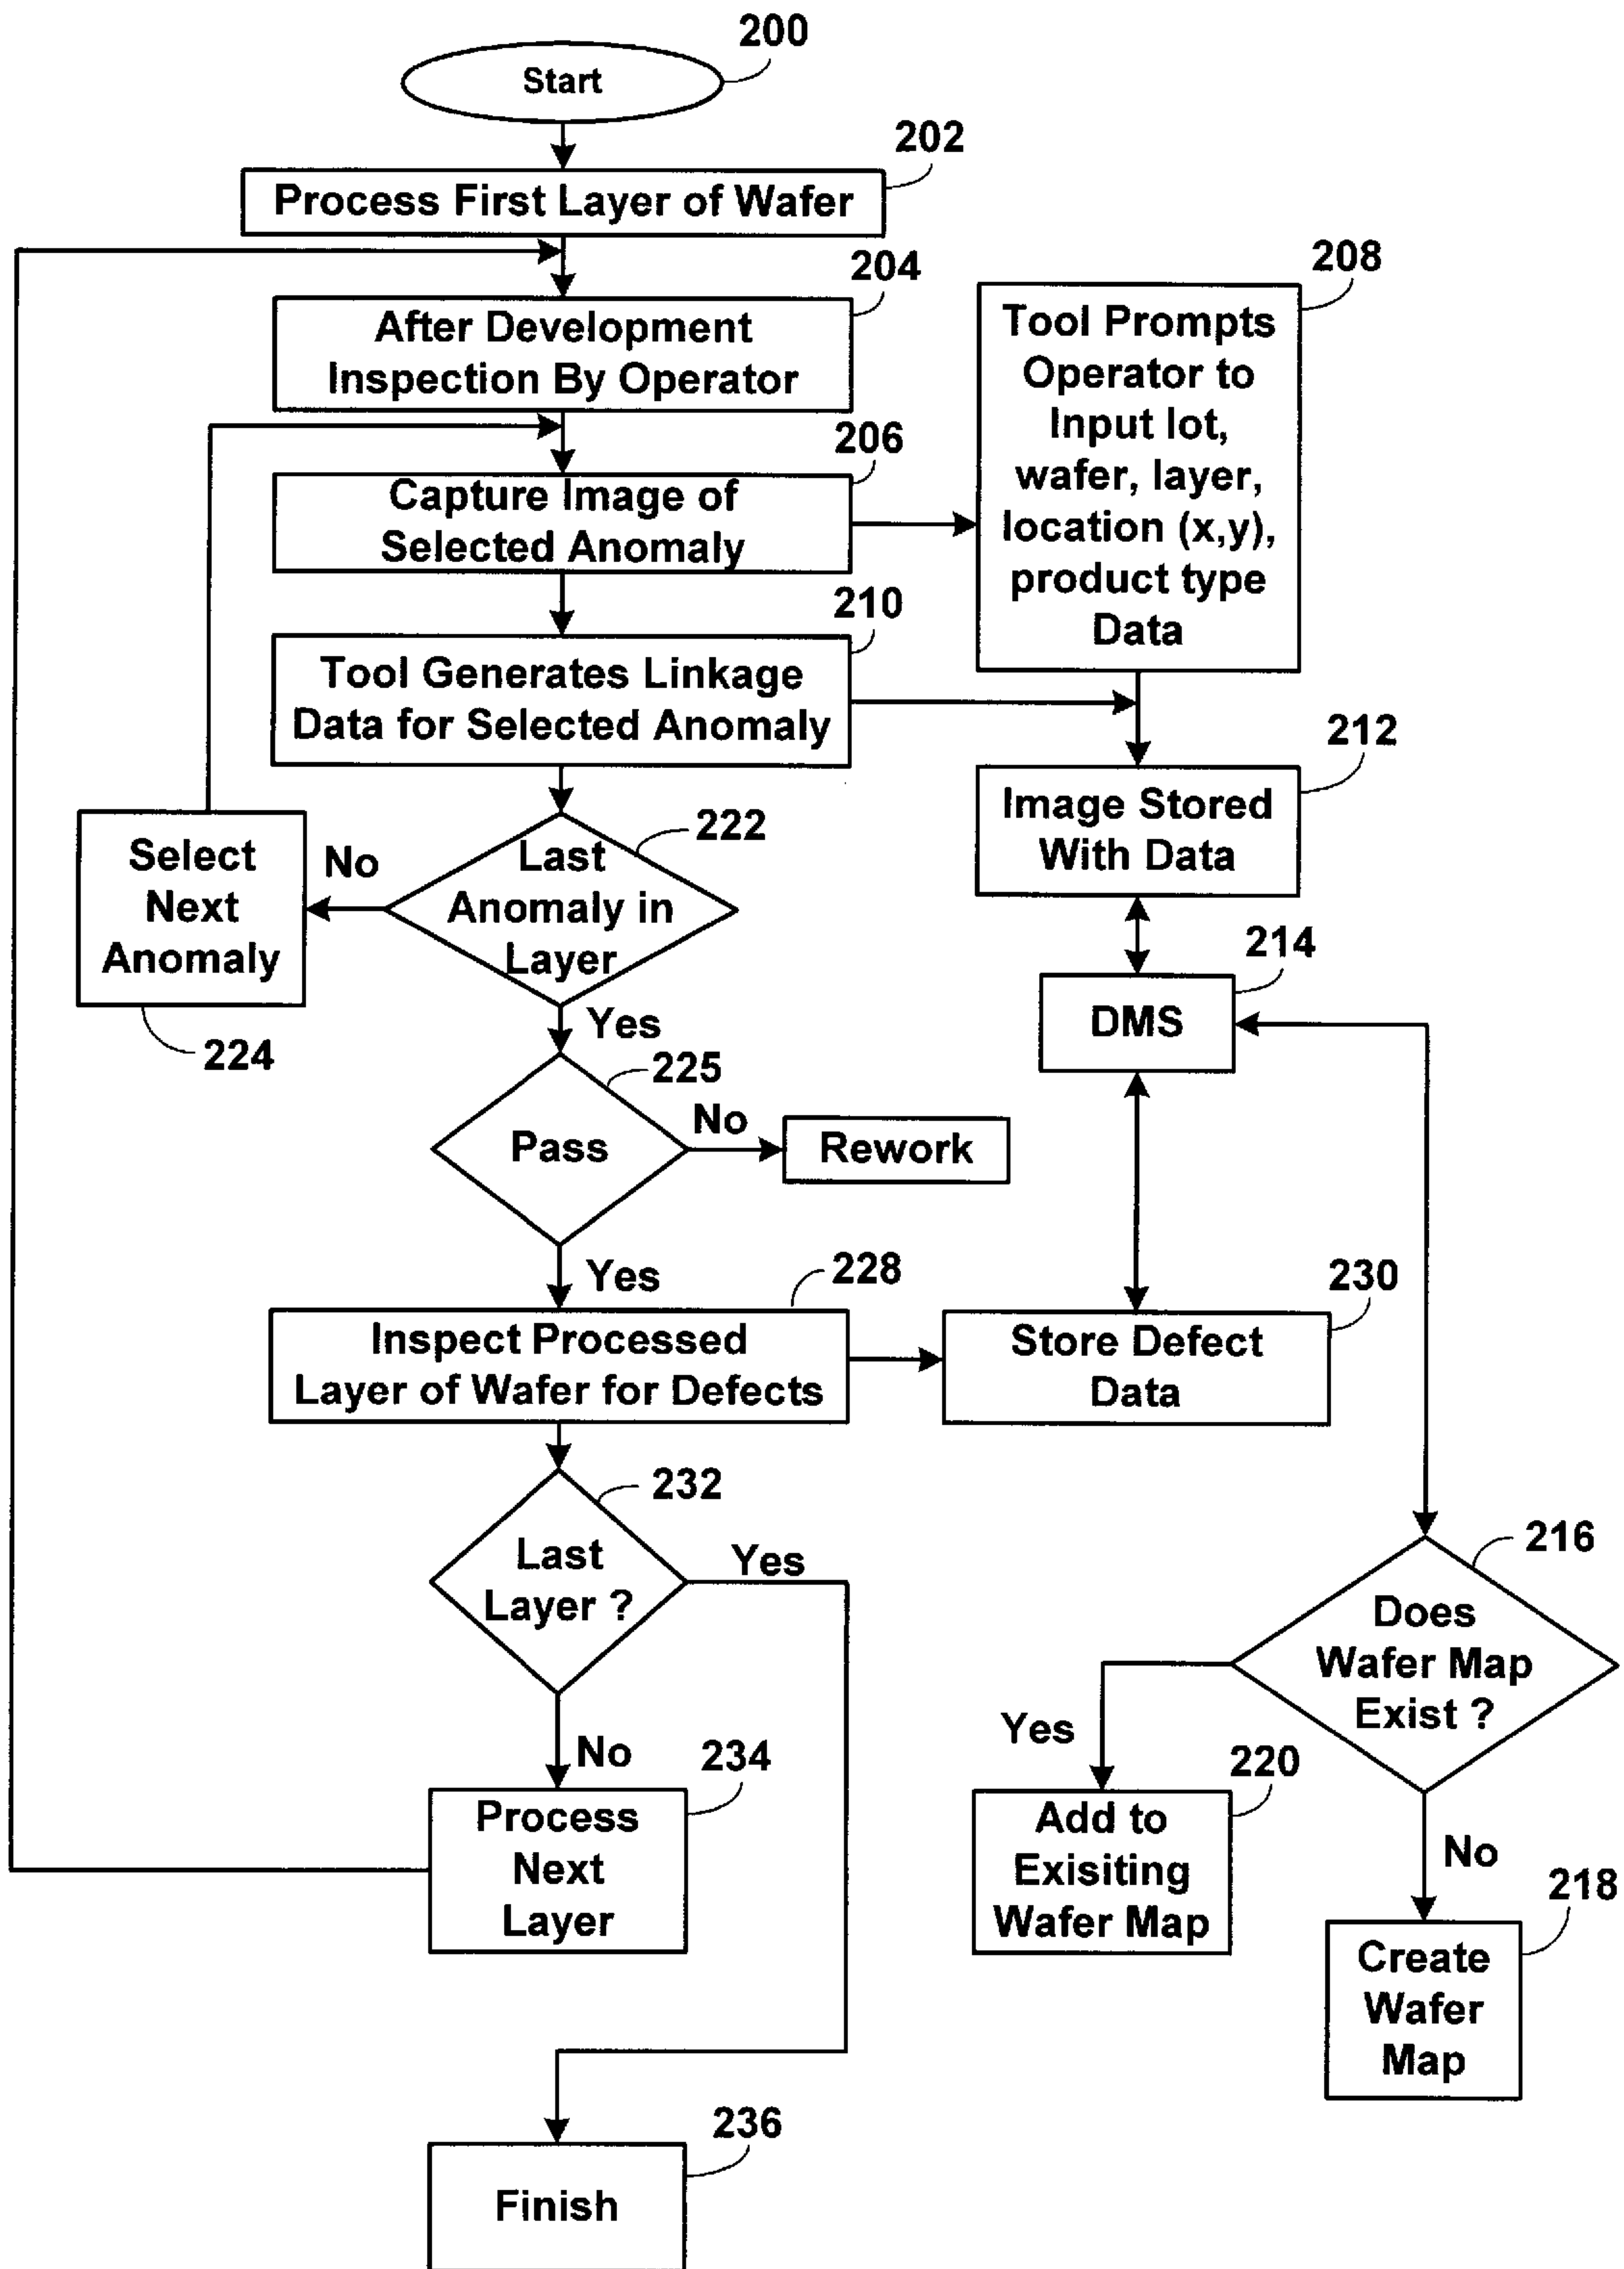 200
Start
202
Process First Layer of Wafer
204
After Development
Inspection By Operator
208
Tool Prompts
Operator to
Input lot,
wafer, layer,
location (x,y),
product type
Data
206
Capture Image of
Selected Anomaly
210
Tool Generates Linkage
Data for Selected Anomaly
212
Image Stored
With Data
222
Last
Anomaly in
Layer
No
Select
Next
Anomaly
224
Yes
214
DMS
225
Pass
No
Rework
Yes
228
Inspect Processed
Layer of Wafer for Defects
230
Store Defect
Data
232
Last
Layer ?
Yes
No
216
Does
Wafer Map
Exist ?
Yes
220
Add to
Exisiting
Wafer Map
No
218
Create
Wafer
Map
234
Process
Next
Layer
236
Finish